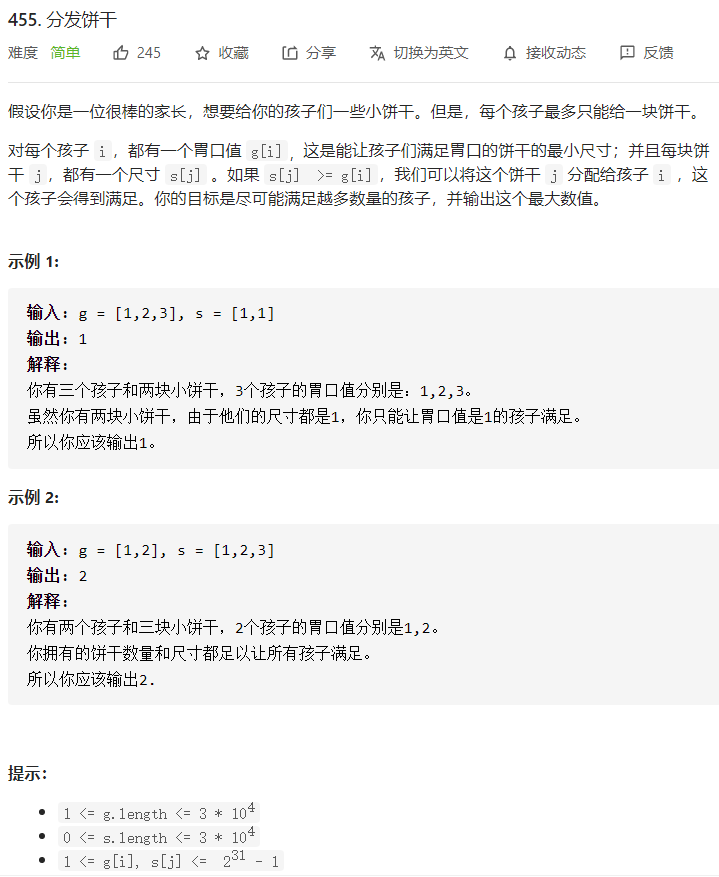 455. 分发饼干
难度 简单 245 收藏 分享 切换为英文 接收动态 反馈
假设你是一位很棒的家长，想要给你的孩子们一些小饼干。但是，每个孩子最多只能给一块饼干。
对每个孩子 i，都有一个胃口值 g[i]，这是能让孩子们满足胃口的饼干的最小尺寸；并且每块饼
干 j，都有一个尺寸 s[j] 。如果 s[j] >= g[i]，我们可以将这个饼干 j 分配给孩子 i ，这
个孩子会得到满足。你的目标是尽可能满足越多数量的孩子，并输出这个最大数值。
示例 1:
输入: g = [1,2,3], s = [1,1]
输出: 1
解释:
你有三个孩子和两块小饼干，3个孩子的胃口值分别是：1,2,3。
虽然你有两块小饼干，由于他们的尺寸都是1，你只能让胃口值是1的孩子满足。
所以你应该输出1。
示例 2:
输入: g = [1,2], s = [1,2,3]
输出: 2
解释:
你有两个孩子和三块小饼干，2个孩子的胃口值分别是1,2。
你拥有的饼干数量和尺寸都足以让所有孩子满足。
所以你应该输出2.
提示：
• 1 <= g.length <= 3 * 10^4
• 0 <= s.length <= 3 * 10^4
• 1 <= g[i], s[j] <= 2^31 - 1